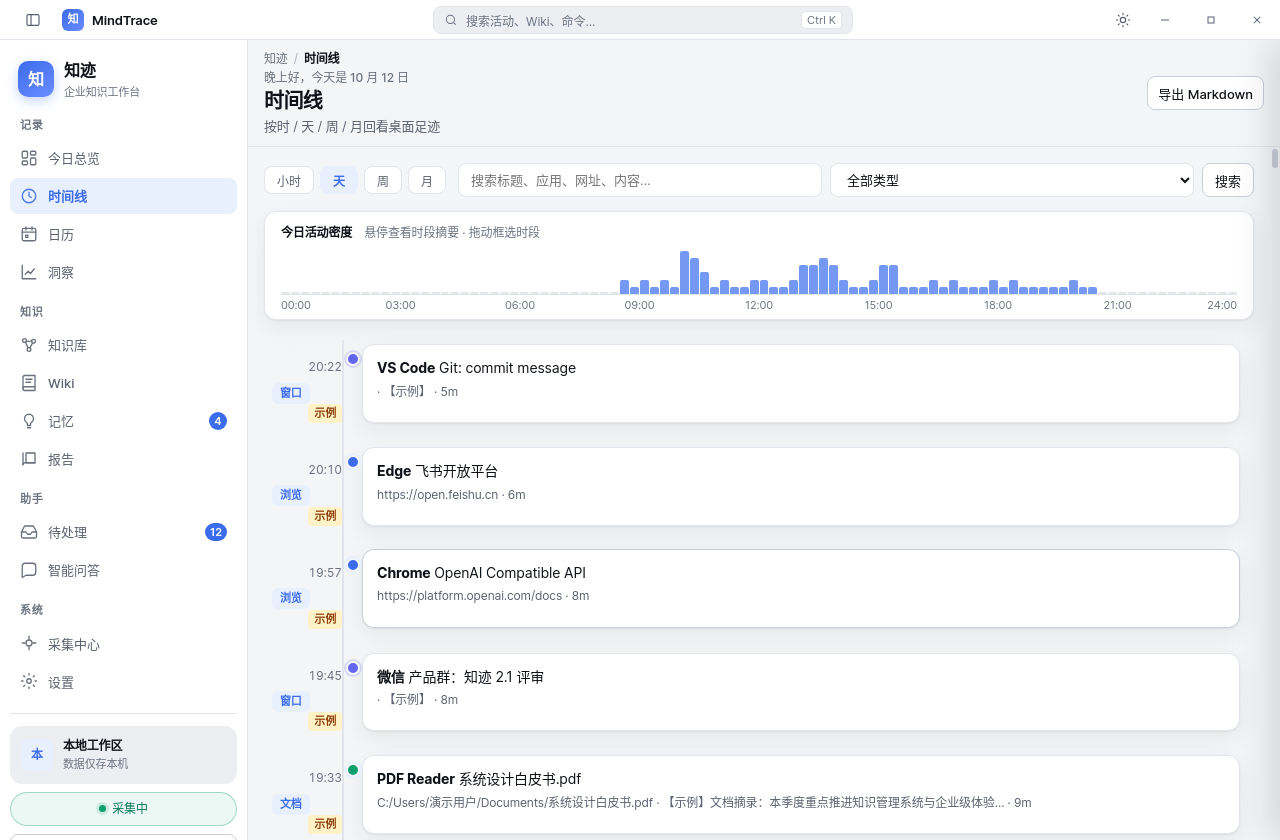 知 MindTrace
搜索活动、Wiki、命令...
Ctrl K
知
知迹
企业知识工作台
记录
今日总览
时间线
日历
洞察
知识
知识库
Wiki
记忆
4
报告
助手
待处理
12
智能问答
系统
采集中心
设置
本
本地工作区
数据仅存本机
采集中
知迹 / 时间线
晚上好，今天是 10 月 12 日
时间线
按时 / 天 / 周 / 月回看桌面足迹
导出 Markdown
小时
天
周
月
搜索标题、应用、网址、内容...
全部类型
搜索
今日活动密度 悬停查看时段摘要 · 拖动框选时段
00:00 03:00 06:00 09:00 12:00 15:00 18:00 21:00 24:00
20:22
窗口
示例
VS Code Git: commit message
· 【示例】 · 5m
20:10
浏览
示例
Edge 飞书开放平台
https://open.feishu.cn · 6m
19:57
浏览
示例
Chrome OpenAI Compatible API
https://platform.openai.com/docs · 8m
19:45
窗口
示例
微信 产品群：知迹 2.1 评审
· 【示例】 · 8m
19:33
文档
示例
PDF Reader 系统设计白皮书.pdf
C:/Users/演示用户/Documents/系统设计白皮书.pdf · 【示例】文档摘录：本季度重点推进知识管理系统与企业级体验... · 9m